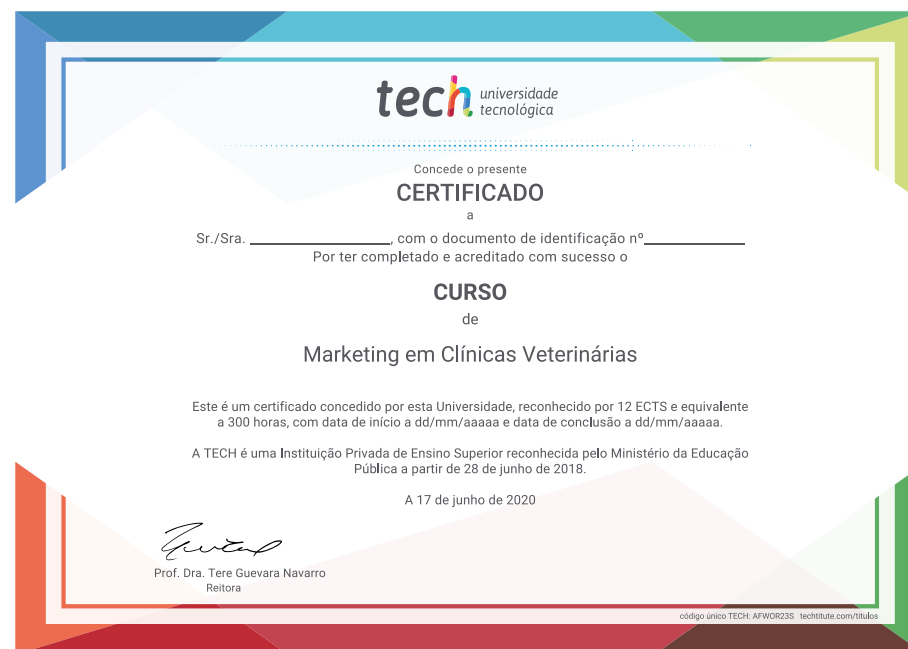 tech universidade
tecnológica
Concede o presente
CERTIFICADO
a
Sr./Sra. ____________________, com o documento de identificação nº______________
Por ter completado e acreditado com sucesso o
CURSO
de
Marketing em Clínicas Veterinárias
Este é um certificado concedido por esta Universidade, reconhecido por 12 ECTS e equivalente
a 300 horas, com data de início a dd/mm/aaaaa e data de conclusão a dd/mm/aaaaa.
A TECH é uma Instituição Privada de Ensino Superior reconhecida pelo Ministério da Educação
Pública a partir de 28 de junho de 2018.
A 17 de junho de 2020
Prof. Dra. Tere Guevara Navarro
Reitora
código único TECH: AFWOR23S techtitute.com/titulos